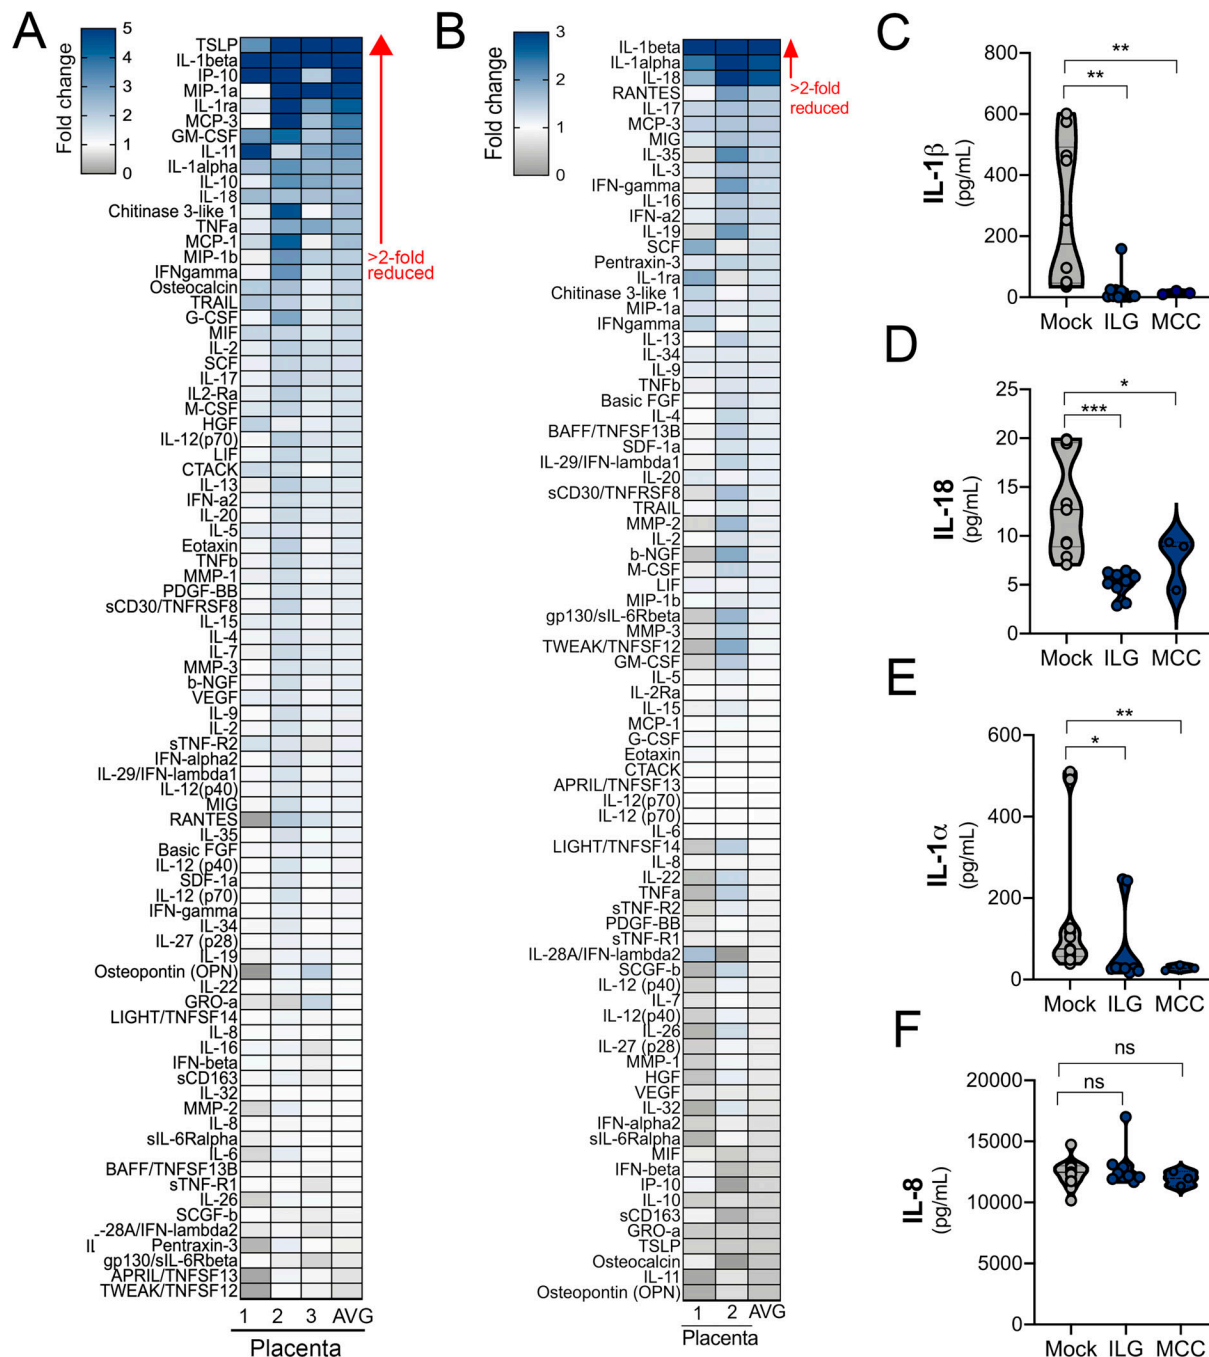 A
Fold change
5
4
3
2
1
0
TSLP
IL-1beta
IP-10
MIP-1a
IL-1ra
MCP-3
GM-CSF
IL-11
IL-1alpha
IL-10
IL-18
Chitinase 3-like 1
TNFa
MCP-1
MIP-1b
IFNgamma
Osteocalcin
TRAIL
G-CSF
MIF
IL-2
SCF
IL-17
IL2-Ra
M-CSF
HGF
IL-12(p70)
LIF
CTACK
IL-13
IFN-a2
IL-20
IL-5
Eotaxin
TNFb
MMP-1
PDGF-BB
sCD30/TNFRSF8
IL-15
IL-4
IL-7
MMP-3
b-NGF
VEGF
IL-9
IL-2
sTNF-R2
IFN-alpha2
IL-29/IFN-lambda1
IL-12(p40)
MIG
RANTES
IL-35
Basic FGF
IL-12 (p40)
SDF-1a
IL-12 (p70)
IFN-gamma
IL-34
IL-27 (p28)
IL-19
Osteopontin (OPN)
IL-22
GRO-a
LIGHT/TNFSF14
IL-8
IL-16
IFN-beta
sCD163
IL-32
MMP-2
IL-8
sIL-6Ralpha
IL-6
BAFF/TNFSF13B
sTNF-R1
IL-26
SCGF-b
-28A/IFN-lambda2
IL Pentraxin-3
gp130/sIL-6Rbeta
APRIL/TNFSF13
TWEAK/TNFSF12
1 2 3 AVG
Placenta
>2-fold
reduced
B
Fold change
3
2
1
0
IL-1beta
IL-1alpha
IL-18
RANTES
IL-17
MCP-3
MIG
IL-35
IL-3
IFN-gamma
IL-16
IFN-a2
IL-19
SCF
Pentraxin-3
IL-1ra
Chitinase 3-like 1
MIP-1a
IFNgamma
IL-13
IL-34
IL-9
TNFb
Basic FGF
IL-4
BAFF/TNFSF13B
SDF-1a
IL-29/IFN-lambda1
IL-20
sCD30/TNFRSF8
TRAIL
MMP-2
IL-2
b-NGF
M-CSF
LIF
MIP-1b
gp130/sIL-6Rbeta
MMP-3
TWEAK/TNFSF12
GM-CSF
IL-5
IL-2Ra
IL-15
MCP-1
G-CSF
Eotaxin
CTACK
APRIL/TNFSF13
IL-12(p70)
IL-12 (p70)
IL-6
LIGHT/TNFSF14
IL-8
IL-22
TNFa
sTNF-R2
PDGF-BB
sTNF-R1
IL-28A/IFN-lambda2
SCGF-b
IL-12 (p40)
IL-7
IL-12(p40)
IL-26
IL-27 (p28)
MMP-1
HGF
VEGF
IL-32
IFN-alpha2
sIL-6Ralpha
MIF
IFN-beta
IP-10
IL-10
sCD163
GRO-a
TSLP
Osteocalcin
IL-11
Osteopontin (OPN)
1 2 AVG
Placenta
>2-fold
reduced
C
IL-1β
(pg/mL)
800
600
400
200
0
**
**
Mock ILG MCC
D
IL-18
(pg/mL)
25
20
15
10
5
0
*
***
Mock ILG MCC
E
IL-1α
(pg/mL)
600
400
200
0
**
*
Mock ILG MCC
F
IL-8
(pg/mL)
20000
15000
10000
5000
0
ns
ns
Mock ILG MCC